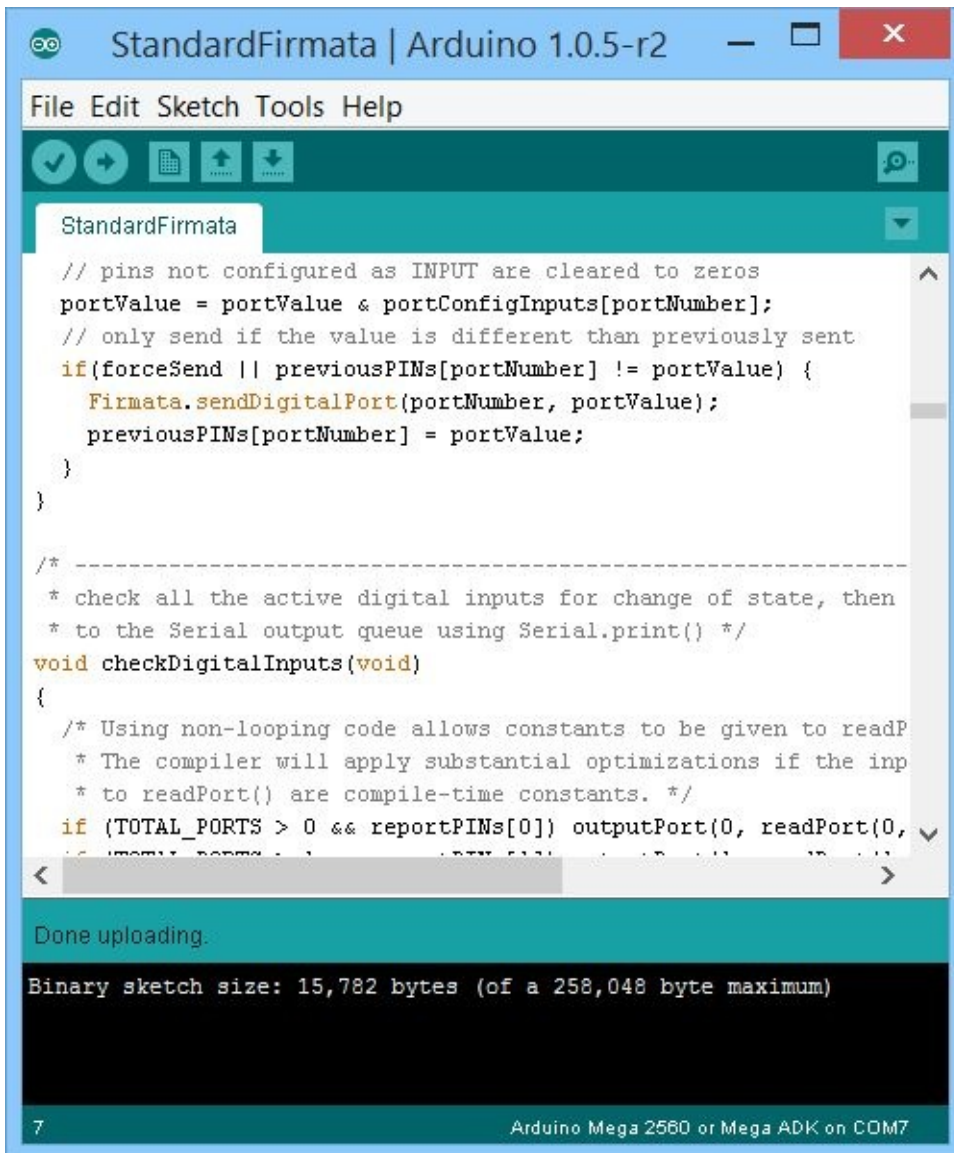 StandardFirmata | Arduino 1.0.5-r2
File Edit Sketch Tools Help
StandardFirmata
// pins not configured as INPUT are cleared to zeros
portValue = portValue & portConfigInputs[portNumber];
// only send if the value is different than previously sent
if(forceSend || previousPINs[portNumber] != portValue) {
Firmata.sendDigitalPort(portNumber, portValue);
previousPINs[portNumber] = portValue;
}
}
/* ----------------------------------------------------------------
* check all the active digital inputs for change of state, then
* to the Serial output queue using Serial.print() */
void checkDigitalInputs(void)
{
/* Using non-looping code allows constants to be given to readP
* The compiler will apply substantial optimizations if the inp
* to readPort() are compile-time constants. */
if (TOTAL_PORTS > 0 && reportPINs[0]) outputPort(0, readPort(0,
Done uploading.
Binary sketch size: 15,782 bytes (of a 258,048 byte maximum)
7
Arduino Mega 2560 or Mega ADK on COM7